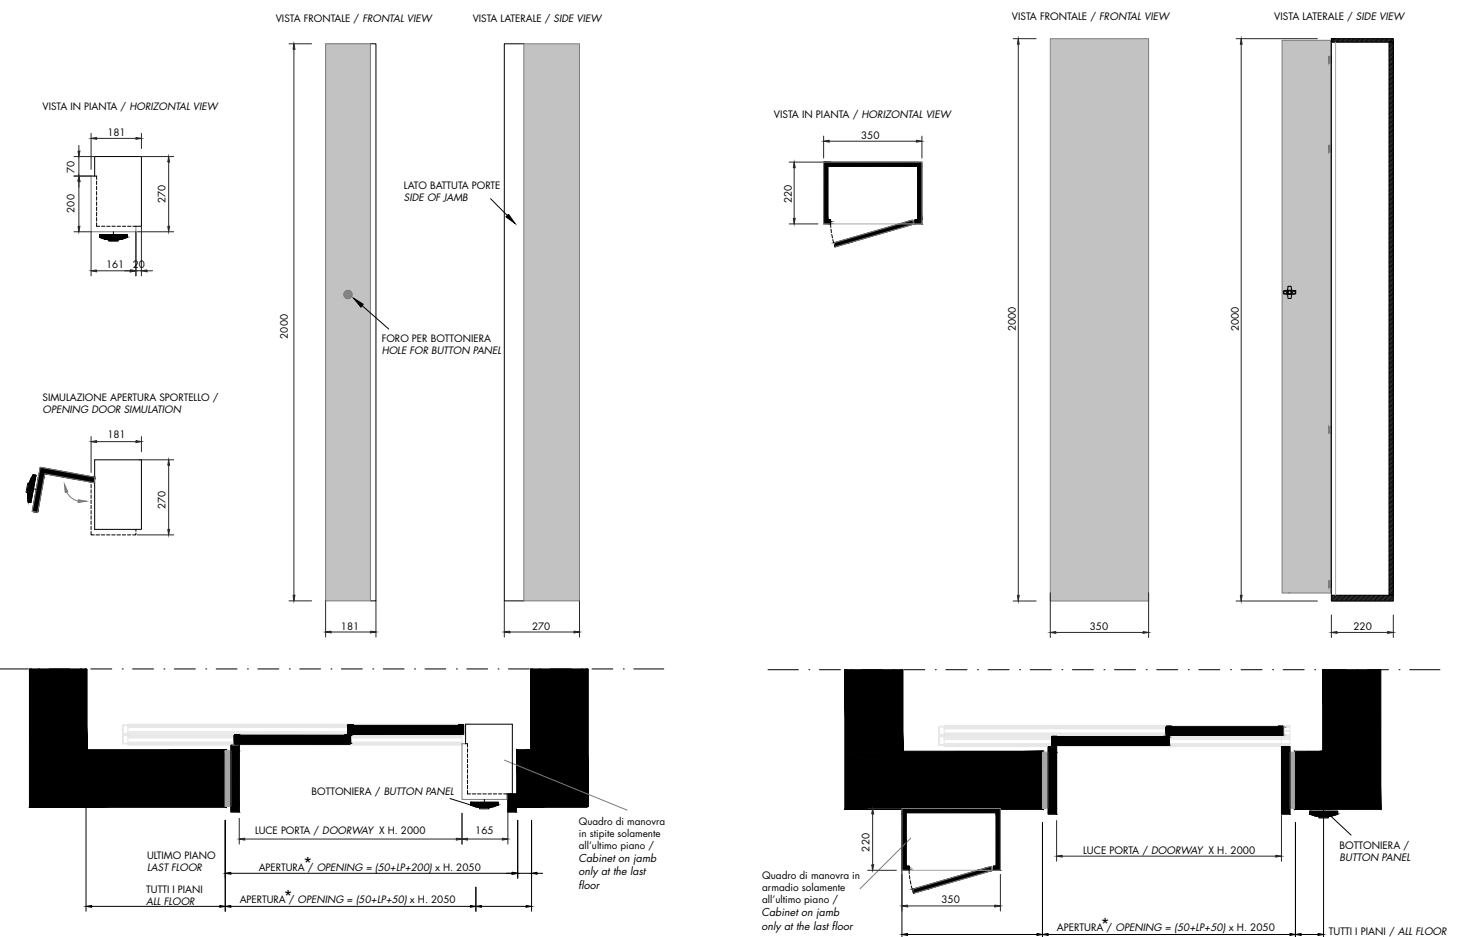 VISTA FRONTALE / FRONTAL VIEW
VISTA LATERALE / SIDE VIEW
VISTA IN PIANTA / HORIZONTAL VIEW
181
70
200
270
161
20
2000
LATO BATTUTA PORTE
SIDE OF JAMB
FORO PER BOTTONIERA
HOLE FOR BUTTON PANEL
SIMULAZIONE APERTURA SPORTELLO /
OPENING DOOR SIMULATION
181
270
181
270
BOTTONIERA / BUTTON PANEL
LUCE PORTA / DOORWAY X H. 2000
165
Quadro di manovra
in stipite solamente
all'ultimo piano /
Cabinet on jamb
only at the last
floor
ULTIMO PIANO
LAST FLOOR
APERTURA*/ OPENING = (50+LP+200) x H. 2050
TUTTI I PIANI
ALL FLOOR
APERTURA*/ OPENING = (50+LP+50) x H. 2050
VISTA FRONTALE / FRONTAL VIEW
VISTA LATERALE / SIDE VIEW
VISTA IN PIANTA / HORIZONTAL VIEW
350
220
2000
2000
350
220
220
LUCE PORTA / DOORWAY X H. 2000
BOTTONIERA /
BUTTON PANEL
Quadro di manovra in
armadio solamente
all'ultimo piano /
Cabinet on jamb
only at the last floor
350
APERTURA*/ OPENING = (50+LP+50) x H. 2050
TUTTI I PIANI / ALL FLOOR